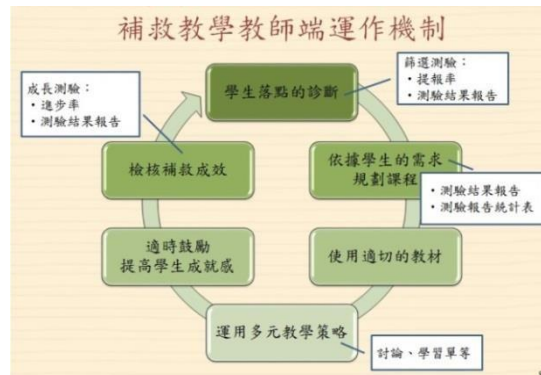 補救教學教師端運作機制
篩選測驗：
・提報率
・測驗結果報告
學生落點的診斷
成長測驗：
・進步率
・測驗結果報告
檢核補救成效
依據學生的需求
規劃課程
・測驗結果報告
・測驗報告統計表
適時鼓勵
提高學生成就感
使用適切的教材
運用多元教學策略
討論、學習單等